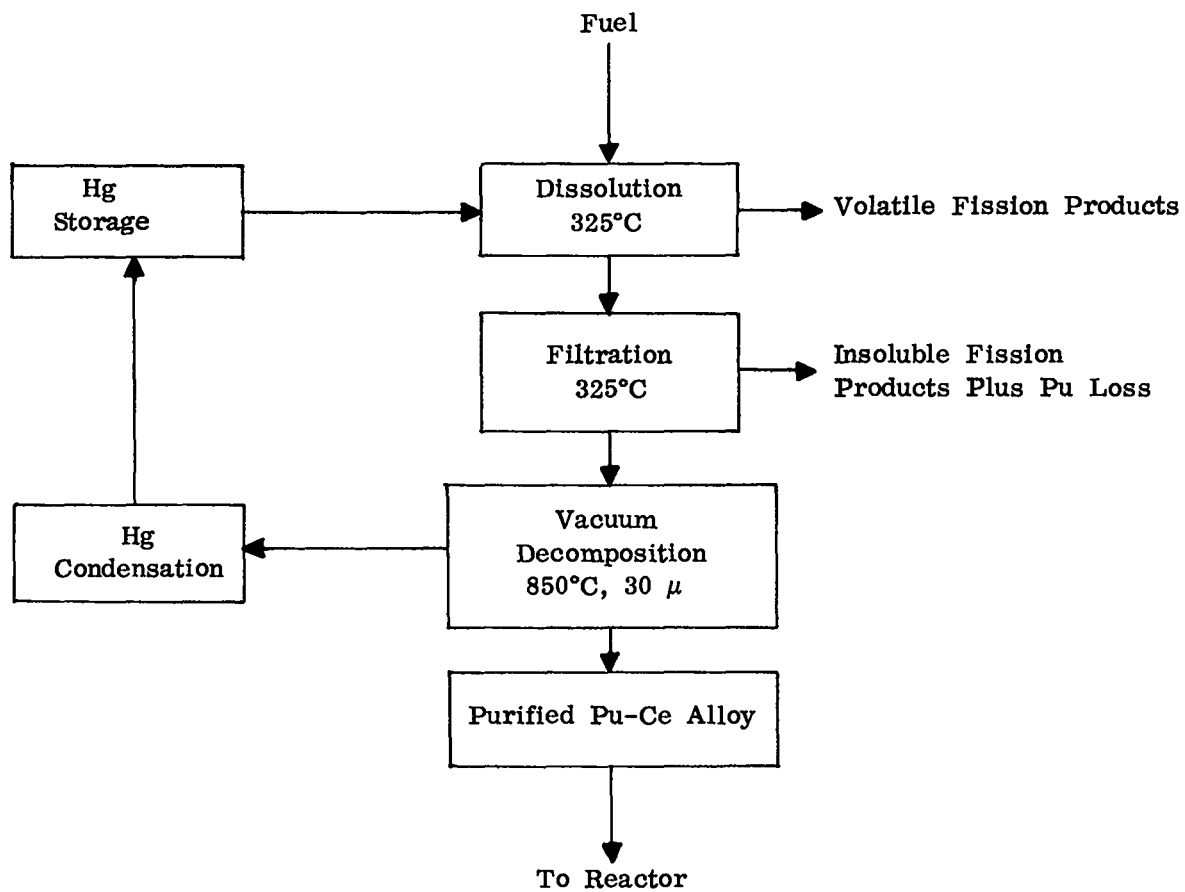 Fuel
Hg
Storage
Dissolution
325°C
Volatile Fission Products
Filtration
325°C
Insoluble Fission
Products Plus Pu Loss
Hg
Condensation
Vacuum
Decomposition
850°C, 30 μ
Purified Pu-Ce Alloy
To Reactor